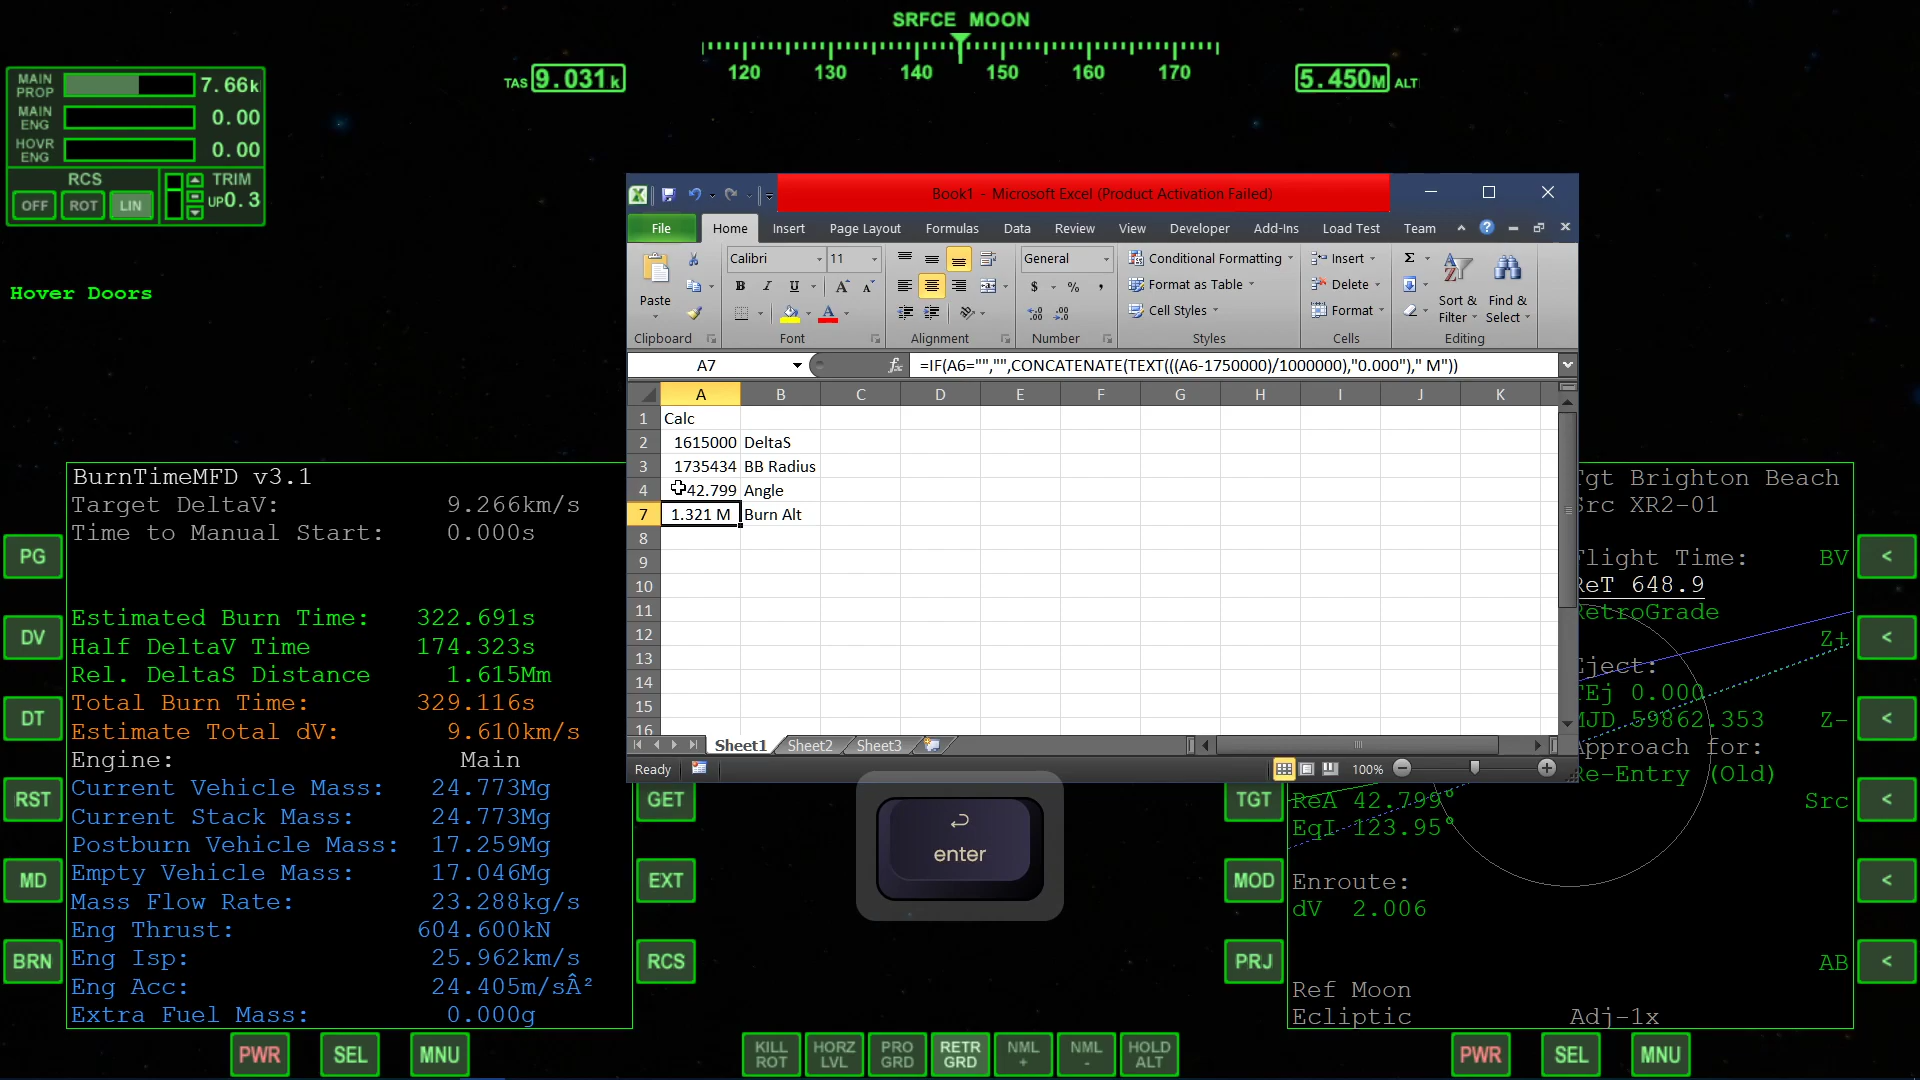 SRFCE MOON
120 130 140 150 160 170
TAS 9.031k
5.450M ALT
MAIN PROP 7.66k
MAIN ENG 0.00
HOVR ENG 0.00
RCS
OFF ROT LIN
TRIM
UP0.3
Hover Doors
Book1 - Microsoft Excel (Product Activation Failed)
File Home Insert Page Layout Formulas Data Review View Developer Add-Ins Load Test Team
Paste
Calibri 11
B I U
General
$ % ,
Conditional Formatting
Format as Table
Cell Styles
Insert
Delete
Format
Sort & Filter
Find & Select
Clipboard Font Alignment Number Styles Cells Editing
A7 fx =IF(A6="","",CONCATENATE(TEXT(((A6-1750000)/1000000),"0.000")," M"))
A B C D E F G H I J K
1 Calc
2 1615000 DeltaS
3 1735434 BB Radius
4 42.799 Angle
7 1.321 M Burn Alt
8
9
10
11
12
13
14
15
16
Sheet1 Sheet2 Sheet3
Ready 100%
enter
BurnTimeMFD v3.1
Target DeltaV: 9.266km/s
Time to Manual Start: 0.000s
Estimated Burn Time: 322.691s
Half DeltaV Time 174.323s
Rel. DeltaS Distance 1.615Mm
Total Burn Time: 329.116s
Estimate Total dV: 9.610km/s
Engine: Main
Current Vehicle Mass: 24.773Mg
Current Stack Mass: 24.773Mg
Postburn Vehicle Mass: 17.259Mg
Empty Vehicle Mass: 17.046Mg
Mass Flow Rate: 23.288kg/s
Eng Thrust: 604.600kN
Eng Isp: 25.962km/s
Eng Acc: 24.405m/sÂ²
Extra Fuel Mass: 0.000g
PG
DV
DT
RST
MD
BRN
GET
EXT
RCS
PWR SEL MNU
KILL ROT
HORZ LVL
PRO GRD
RETR GRD
NML +
NML -
HOLD ALT
TGT
MOD
PRJ
Tgt Brighton Beach
Src XR2-01
Flight Time: BV
ReT 648.9
RetroGrade
Z+
Eject:
TEj 0.000
MJD 59862.353 Z-
Approach for:
Re-Entry (Old)
ReA 42.799° Src
EqI 123.95°
Enroute:
dV 2.006
AB
Ref Moon
Ecliptic Adj-1x
<
<
<
<
<
<
PWR SEL MNU